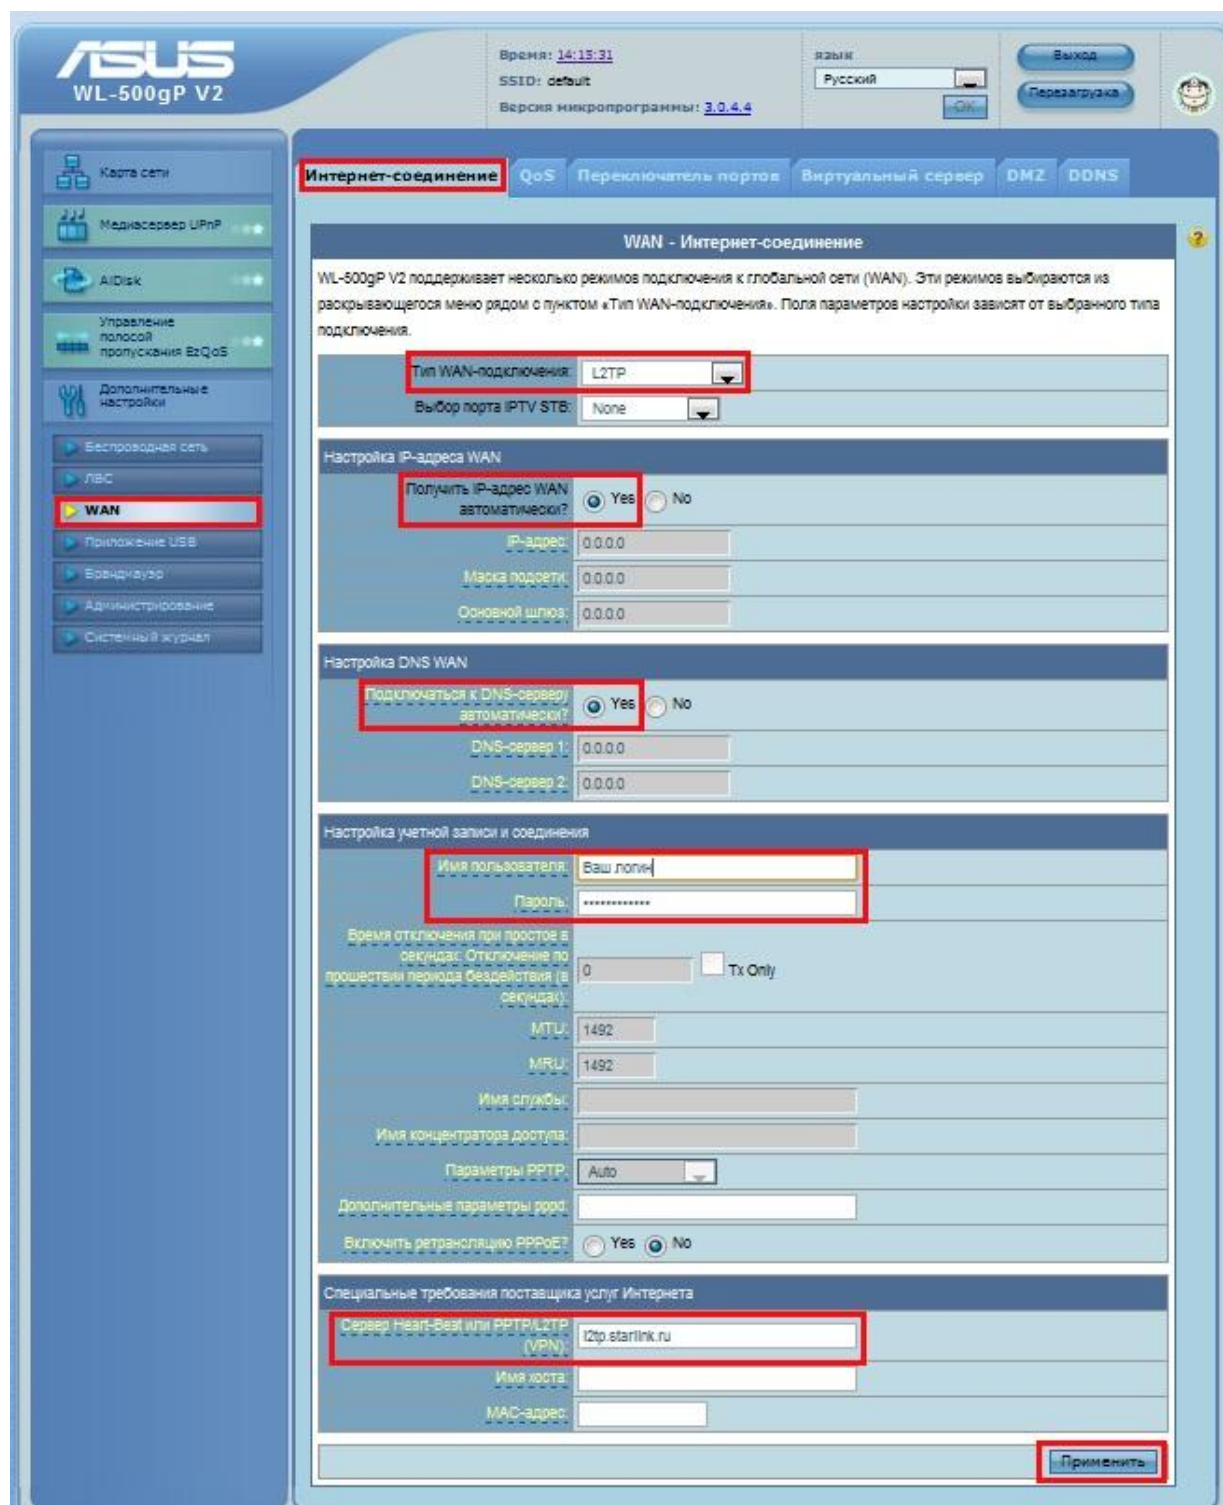 ASUS
WL-500gP V2
Время: 14:15:31
SSID: default
Версия микропрограммы: 3.0.4.4
язык
Русский
OK
Выход
Перезагрузка
Карта сети
Медиасервер UPnP
AiDisk
Управление
полосой
пропускания EzQoS
Дополнительные
настройки
Беспроводная сеть
ЛВС
WAN
Приложение USB
Брандмауэр
Администрирование
Системный журнал
Интернет-соединение QoS Переключатель портов Виртуальный сервер DMZ DDNS
WAN - Интернет-соединение
WL-500gP V2 поддерживает несколько режимов подключения к глобальной сети (WAN). Эти режимов выбираются из
раскрывающегося меню рядом с пунктом «Тип WAN-подключения». Поля параметров настройки зависят от выбранного типа
подключения.
Тип WAN-подключения: L2TP
Выбор порта IPTV STB: None
Настройка IP-адреса WAN
Получить IP-адрес WAN
автоматически? Yes No
IP-адрес: 0.0.0.0
Маска подсети: 0.0.0.0
Основной шлюз: 0.0.0.0
Настройка DNS WAN
Подключаться к DNS-серверу
автоматически? Yes No
DNS-сервер 1: 0.0.0.0
DNS-сервер 2: 0.0.0.0
Настройка учетной записи и соединения
Имя пользователя: Ваш логин
Пароль: ************
Время отключения при простое в
секундах: Отключение по
прошествии периода бездействия (в
секундах): 0 Tx Only
MTU: 1492
MRU: 1492
Имя службы:
Имя концентратора доступа:
Параметры PPTP: Auto
Дополнительные параметры pppd:
Включить ретрансляцию PPPoE? Yes No
Специальные требования поставщика услуг Интернета
Сервер Heart-Beat или PPTP/L2TP
(VPN): l2tp.starlink.ru
Имя хоста:
MAC-адрес:
Применить